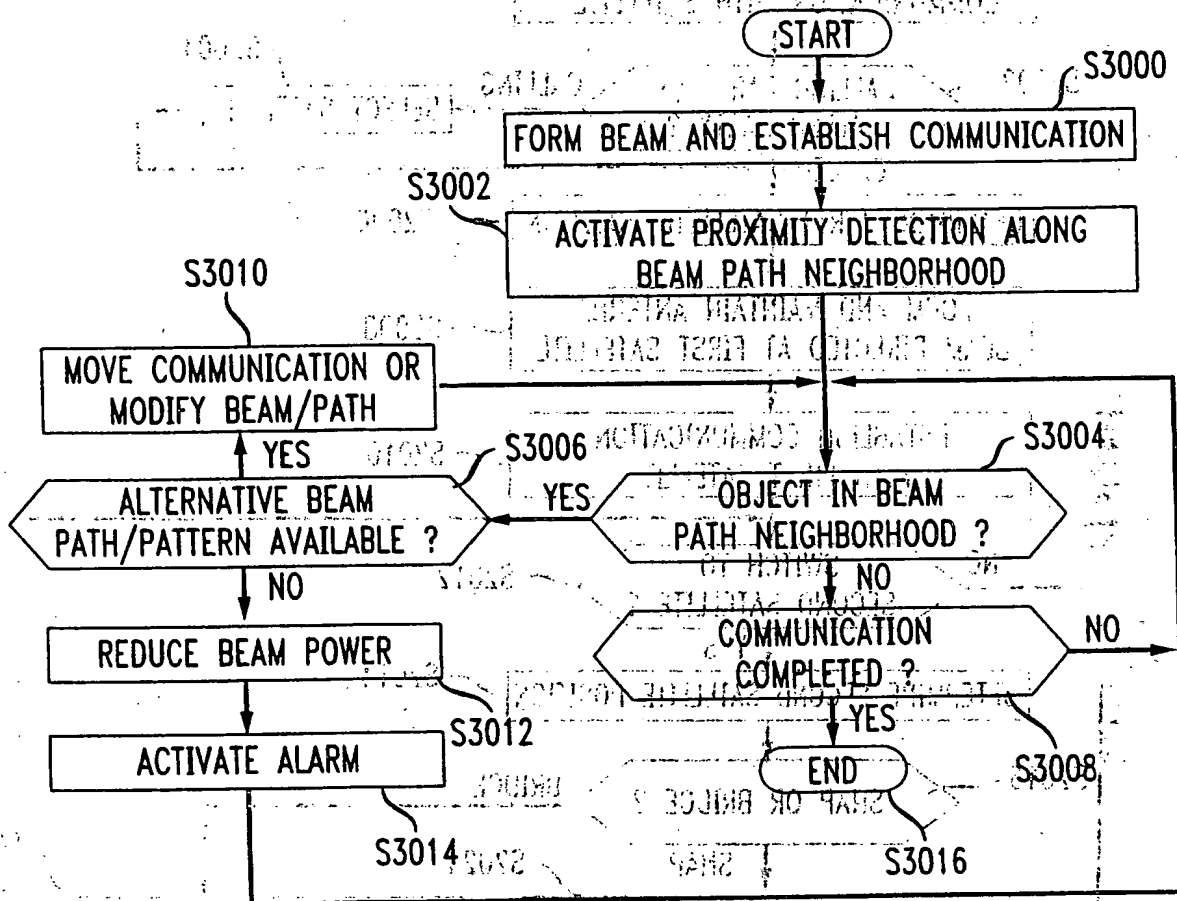 START
S3000
FORM BEAM AND ESTABLISH COMMUNICATION
S3002
ACTIVATE PROXIMITY DETECTION ALONG
BEAM PATH NEIGHBORHOOD
S3010
MOVE COMMUNICATION OR
MODIFY BEAM/PATH
YES
S3006
ALTERNATIVE BEAM
PATH/PATTERN AVAILABLE ?
YES
S3004
OBJECT IN BEAM
PATH NEIGHBORHOOD ?
NO
NO
COMMUNICATION
COMPLETED ?
NO
REDUCE BEAM POWER
S3012
YES
S3008
ACTIVATE ALARM
END
S3014
S3016